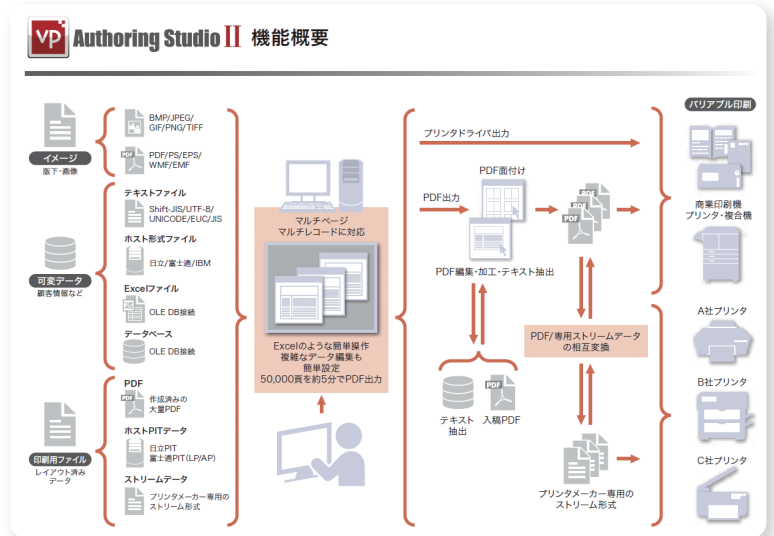 VP Authoring Studio II 機能概要
イメージ
版下・画像
BMP/JPEG/
GIF/PNG/TIFF
PDF
PDF/PS/EPS/
WMF/EMF
可変データ
顧客情報など
テキストファイル
Shift-JIS/UTF-8/
UNICODE/EUC/JIS
ホスト形式ファイル
日立/富士通/IBM
Excelファイル
OLE DB接続
データベース
OLE DB接続
印刷用ファイル
レイアウト済み
データ
PDF
PDF
作成済みの
大量PDF
ホストPITデータ
日立PIT
富士通PIT(LP/AP)
ストリームデータ
プリンタメーカー専用の
ストリーム形式
マルチページ
マルチレコードに対応
Excelのような簡単操作
複雑なデータ編集も
簡単設定
50,000頁を約5分でPDF出力
プリンタドライバ出力
PDF出力
PDF面付け
PDF
PDF
PDF
PDF編集・加工・テキスト抽出
PDF
テキスト
抽出
入稿PDF
PDF/専用ストリームデータ
の相互変換
プリンタメーカー専用の
ストリーム形式
バリアブル印刷
商業印刷機
プリンタ・複合機
A社プリンタ
B社プリンタ
C社プリンタ